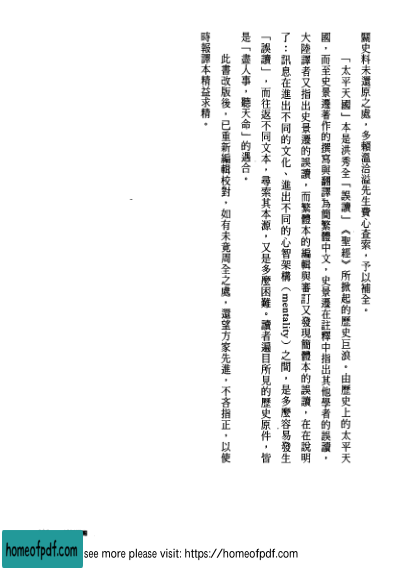 關史料未還原之處，多賴溫洽溢先生費心查索，予以補全。
「太平天國」本是洪秀全「誤讀」《聖經》所掀起的歷史巨浪。由歷史上的太平天
國，而至史景遷著作的撰寫與翻譯為簡繁體中文，史景遷在註釋中指出其他學者的誤讀，
大陸譯者又指出史景遷的誤讀，而繁體本的編輯與審訂又發現簡體本的誤讀，在在說明
了：訊息在進出不同的文化、進出不同的心智架構（mentality）之間，是多麼容易發生
「誤讀」，而往返不同文本，尋索其本源，又是多麼困難。讀者遍目所見的歷史原件，皆
是「盡人事，聽天命」的遇合。
此書改版後，已重新編輯校對，如有未竟周全之處，還望方家先進，不吝指正，以使
時報譯本精益求精。
homeofpdf.com
see more please visit: https://homeofpdf.com